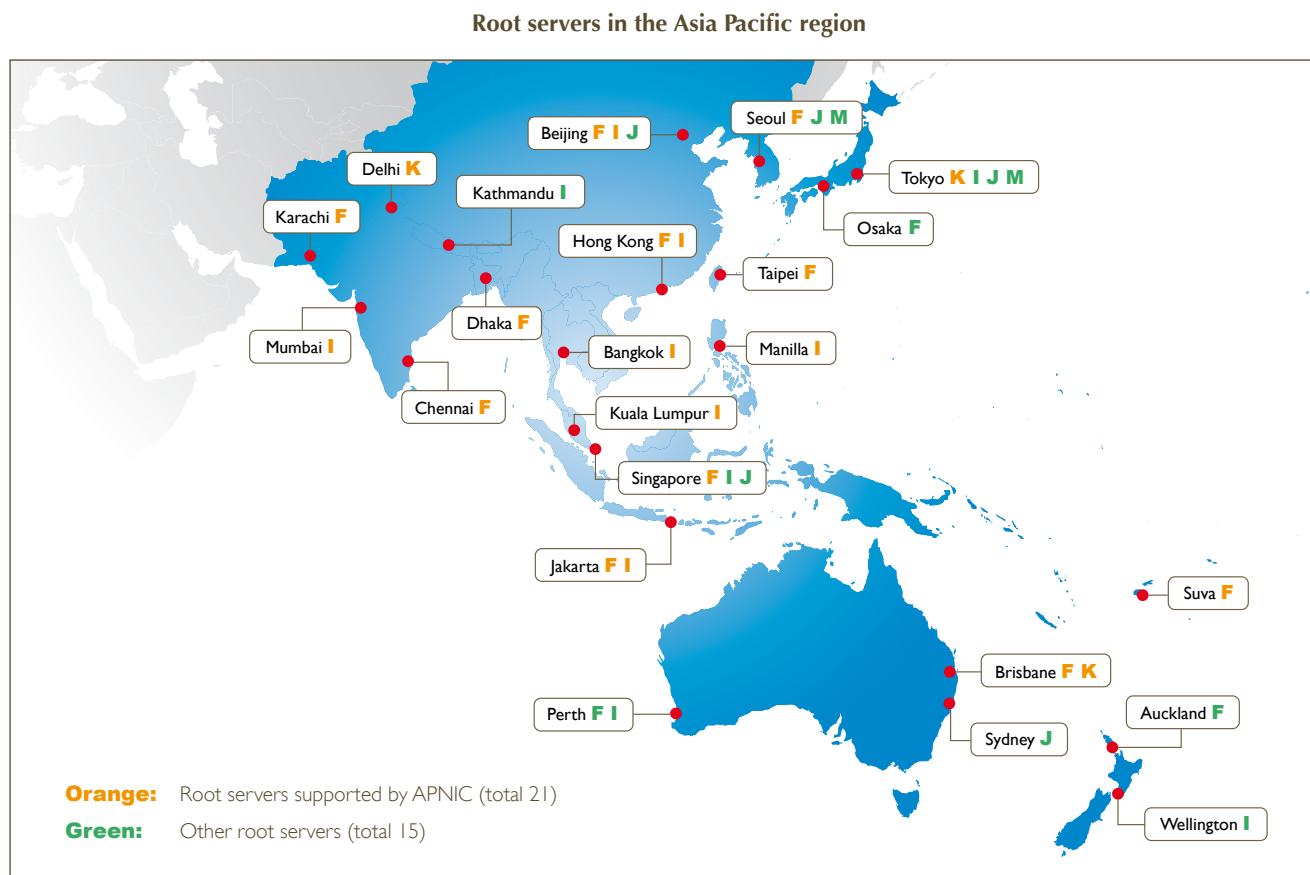 Root servers in the Asia Pacific region
Seoul F J M
Beijing F I J
Delhi K
Tokyo K I J M
Kathmandu I
Karachi F
Osaka F
Hong Kong F I
Taipei F
Dhaka F
Mumbai I
Bangkok I
Manilla I
Chennai F
Kuala Lumpur I
Singapore F I J
Jakarta F I
Suva F
Brisbane F K
Perth F I
Auckland F
Sydney J
Orange: Root servers supported by APNIC (total 21)
Green: Other root servers (total 15)
Wellington I